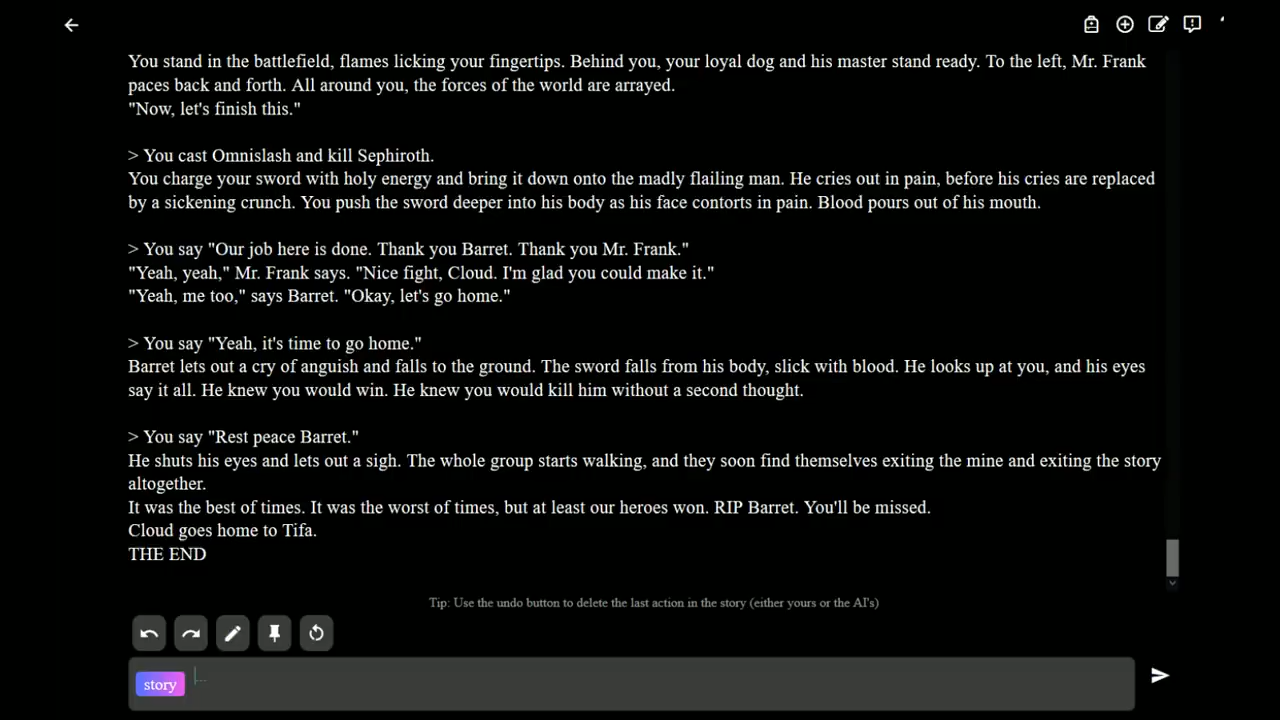 You stand in the battlefield, flames licking your fingertips. Behind you, your loyal dog and his master stand ready. To the left, Mr. Frank
paces back and forth. All around you, the forces of the world are arrayed.
"Now, let's finish this."
> You cast Omnislash and kill Sephiroth.
You charge your sword with holy energy and bring it down onto the madly flailing man. He cries out in pain, before his cries are replaced
by a sickening crunch. You push the sword deeper into his body as his face contorts in pain. Blood pours out of his mouth.
> You say "Our job here is done. Thank you Barret. Thank you Mr. Frank."
"Yeah, yeah," Mr. Frank says. "Nice fight, Cloud. I'm glad you could make it."
"Yeah, me too," says Barret. "Okay, let's go home."
> You say "Yeah, it's time to go home."
Barret lets out a cry of anguish and falls to the ground. The sword falls from his body, slick with blood. He looks up at you, and his eyes
say it all. He knew you would win. He knew you would kill him without a second thought.
> You say "Rest peace Barret."
He shuts his eyes and lets out a sigh. The whole group starts walking, and they soon find themselves exiting the mine and exiting the story
altogether.
It was the best of times. It was the worst of times, but at least our heroes won. RIP Barret. You'll be missed.
Cloud goes home to Tifa.
THE END
Tip: Use the undo button to delete the last action in the story (either yours or the AI's)
story ...